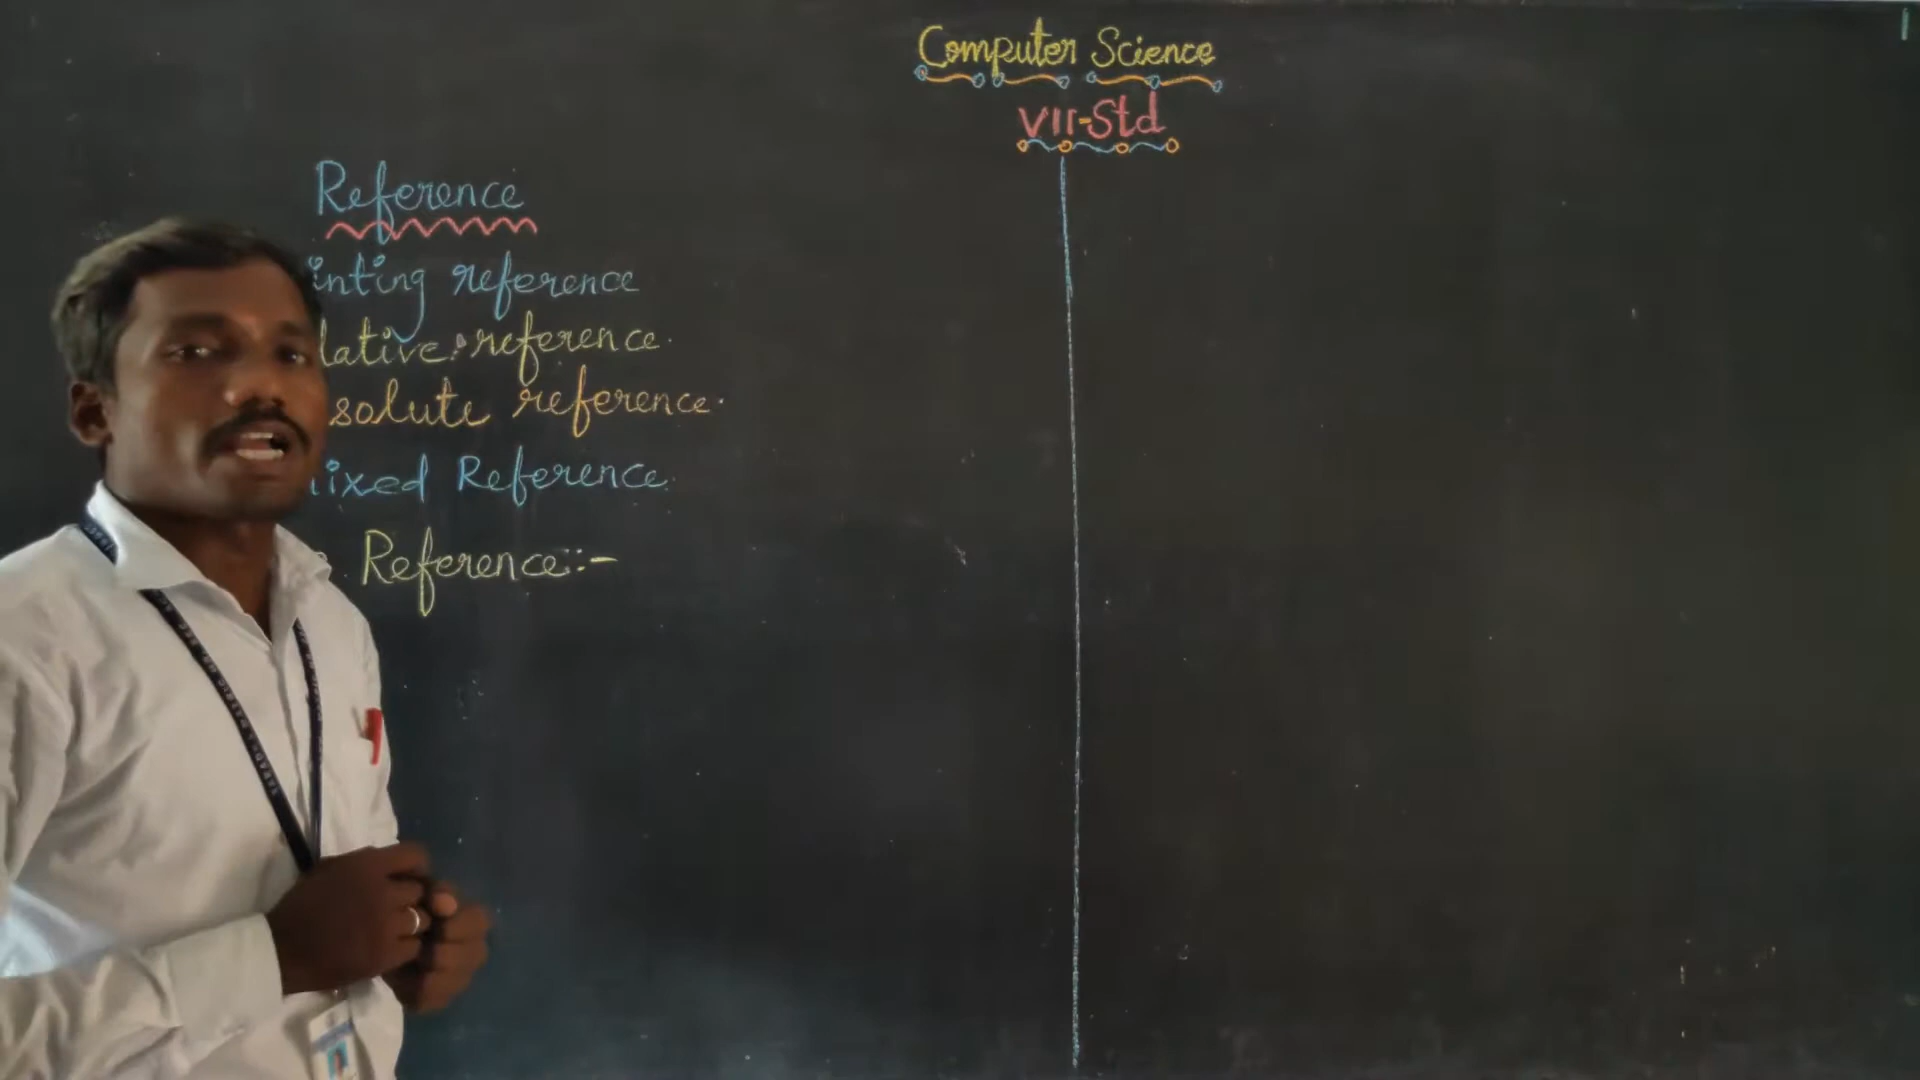 Computer Science
VII-Std
Reference
inting reference
lative reference.
solute reference.
ixed Reference.
Reference:-